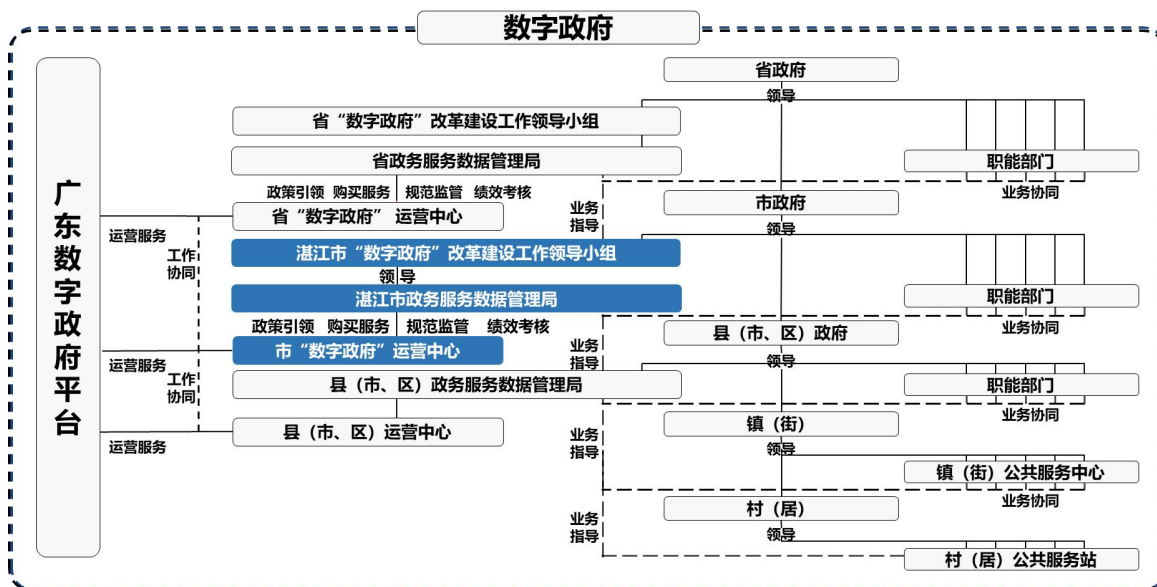 数字政府
广东数字政府平台
省政府
领导
省“数字政府”改革建设工作领导小组
省政务服务数据管理局
职能部门
政策引领 购买服务 规范监管 绩效考核
业务协同
省“数字政府”运营中心
业务
指导
市政府
领导
运营服务
工作
协同
湛江市“数字政府”改革建设工作领导小组
领导
湛江市政务服务数据管理局
职能部门
政策引领 购买服务 规范监管 绩效考核
业务协同
县（市、区）政府
市“数字政府”运营中心
业务
指导
领导
运营服务
工作
协同
县（市、区）政务服务数据管理局
职能部门
业务协同
县（市、区）运营中心
镇（街）
运营服务
业务
指导
领导
镇（街）公共服务中心
业务协同
村（居）
业务
指导
领导
村（居）公共服务站